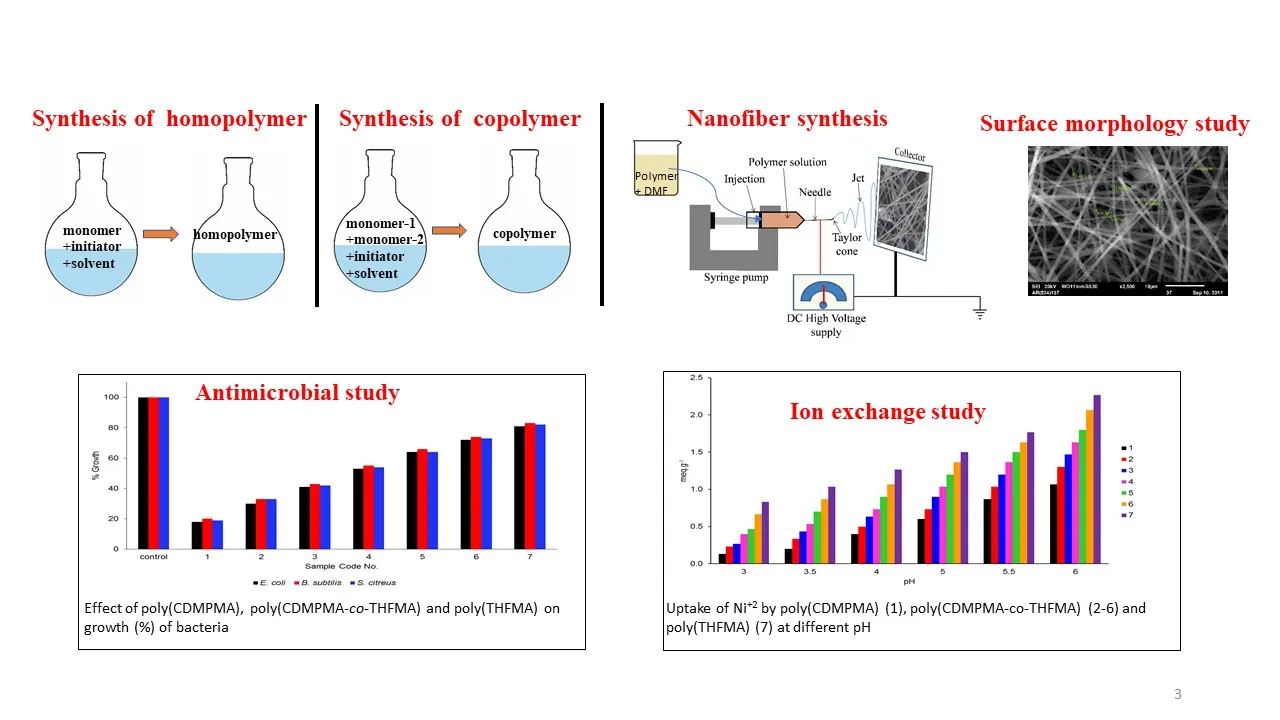 Synthesis of homopolymer
monomer
+initiator
+solvent
homopolymer
Synthesis of copolymer
monomer-1
+monomer-2
+initiator
+solvent
copolymer
Nanofiber synthesis
Polymer
+ DMF
Injection
Polymer solution
Needle
Jct
Collector
Taylor
cone
Syringe pump
DC High Voltage
supply
Surface morphology study
SEI 20kV WD11mm SS30 x2,500 10µm
37 Sep 10, 2011
Antimicrobial study
% Growth
100
80
60
40
20
0
control 1 2 3 4 5 6 7
Sample Code No.
E. coli B. subtilis S. citreus
Effect of poly(CDMPMA), poly(CDMPMA-co-THFMA) and poly(THFMA) on
growth (%) of bacteria
Ion exchange study
meq.g⁻¹
2.5
2.0
1.5
1.0
0.5
0.0
3 3.5 4 5 5.5 6
pH
1
2
3
4
5
6
7
Uptake of Ni⁺² by poly(CDMPMA) (1), poly(CDMPMA-co-THFMA) (2-6) and
poly(THFMA) (7) at different pH
3